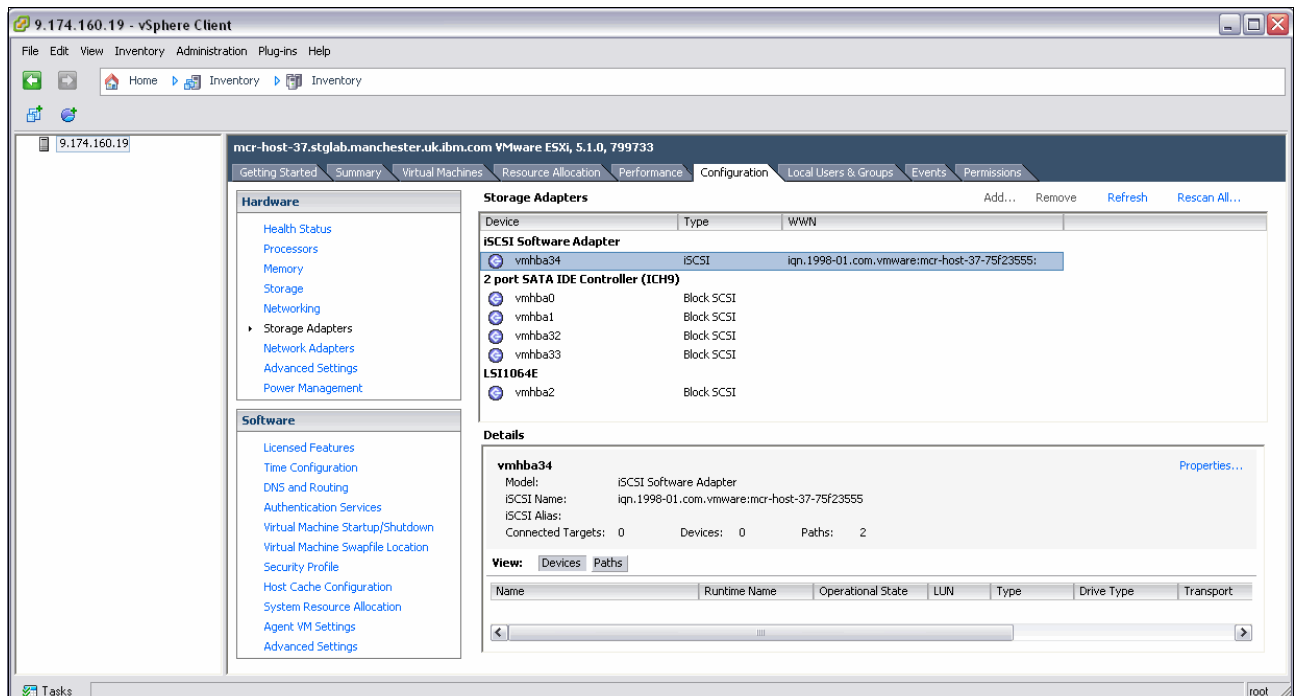 9.174.160.19 - vSphere Client
File Edit View Inventory Administration Plug-ins Help
Home Inventory Inventory
9.174.160.19
mcr-host-37.stglab.manchester.uk.ibm.com VMware ESXi, 5.1.0, 799733
Getting Started Summary Virtual Machines Resource Allocation Performance Configuration Local Users & Groups Events Permissions
Hardware
Health Status
Processors
Memory
Storage
Networking
Storage Adapters
Network Adapters
Advanced Settings
Power Management
Software
Licensed Features
Time Configuration
DNS and Routing
Authentication Services
Virtual Machine Startup/Shutdown
Virtual Machine Swapfile Location
Security Profile
Host Cache Configuration
System Resource Allocation
Agent VM Settings
Advanced Settings
Storage Adapters Add... Remove Refresh Rescan All...
Device Type WWN
iSCSI Software Adapter
vmhba34 iSCSI iqn.1998-01.com.vmware:mcr-host-37-75f23555:
2 port SATA IDE Controller (ICH9)
vmhba0 Block SCSI
vmhba1 Block SCSI
vmhba32 Block SCSI
vmhba33 Block SCSI
LSI1064E
vmhba2 Block SCSI
Details
vmhba34 Properties...
Model: iSCSI Software Adapter
iSCSI Name: iqn.1998-01.com.vmware:mcr-host-37-75f23555
iSCSI Alias:
Connected Targets: 0 Devices: 0 Paths: 2
View: Devices Paths
Name Runtime Name Operational State LUN Type Drive Type Transport
Tasks root